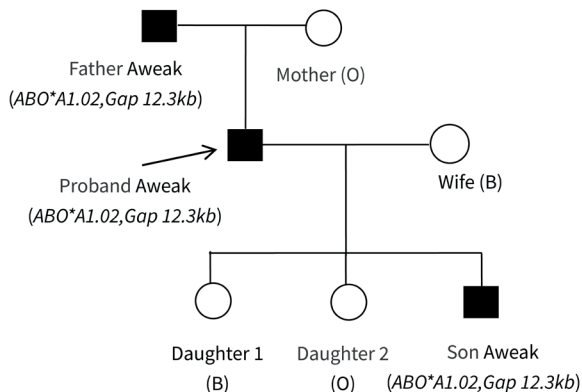 Father Aweak
(ABO*A1.02,Gap 12.3kb)
Mother (O)
Proband Aweak
(ABO*A1.02,Gap 12.3kb)
Wife (B)
Daughter 1
(B)
Daughter 2
(O)
Son Aweak
(ABO*A1.02,Gap 12.3kb)